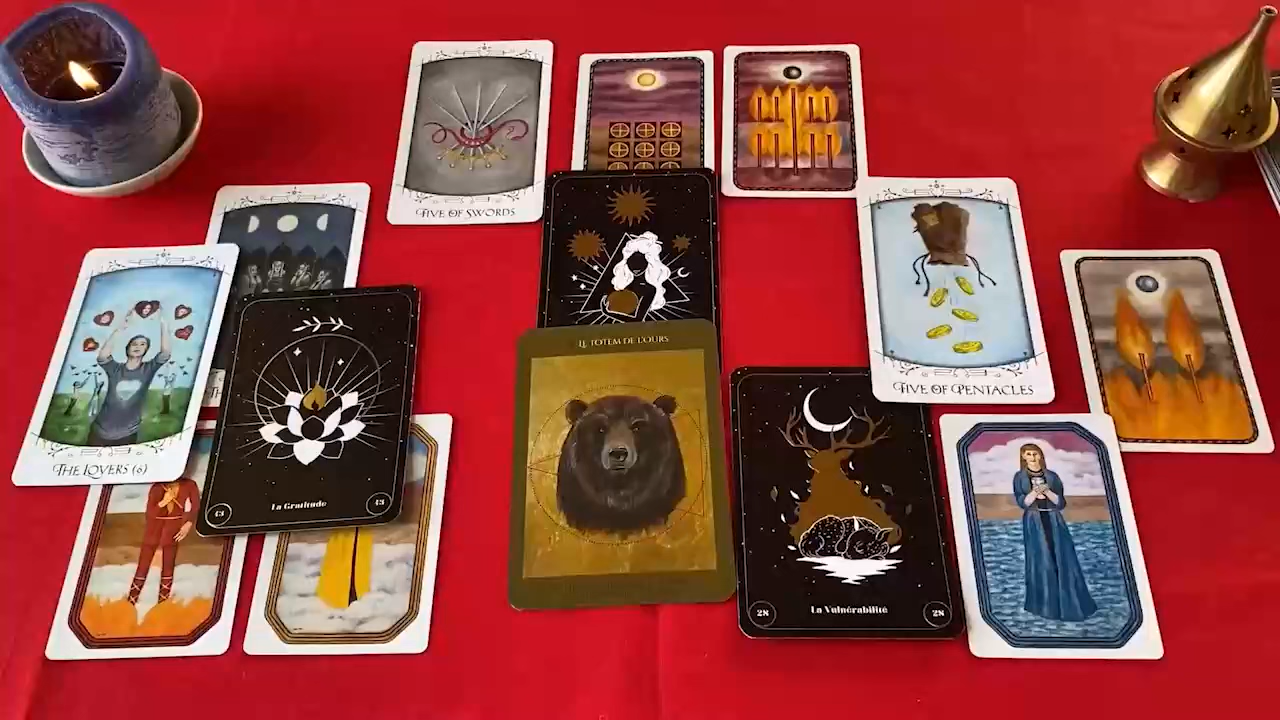 FIVE OF SWORDS
THE LOVERS (6)
43
La Gratitude
43
LE TOTEM DE L'OURS
FIVE OF PENTACLES
28
La Vulnérabilité
28